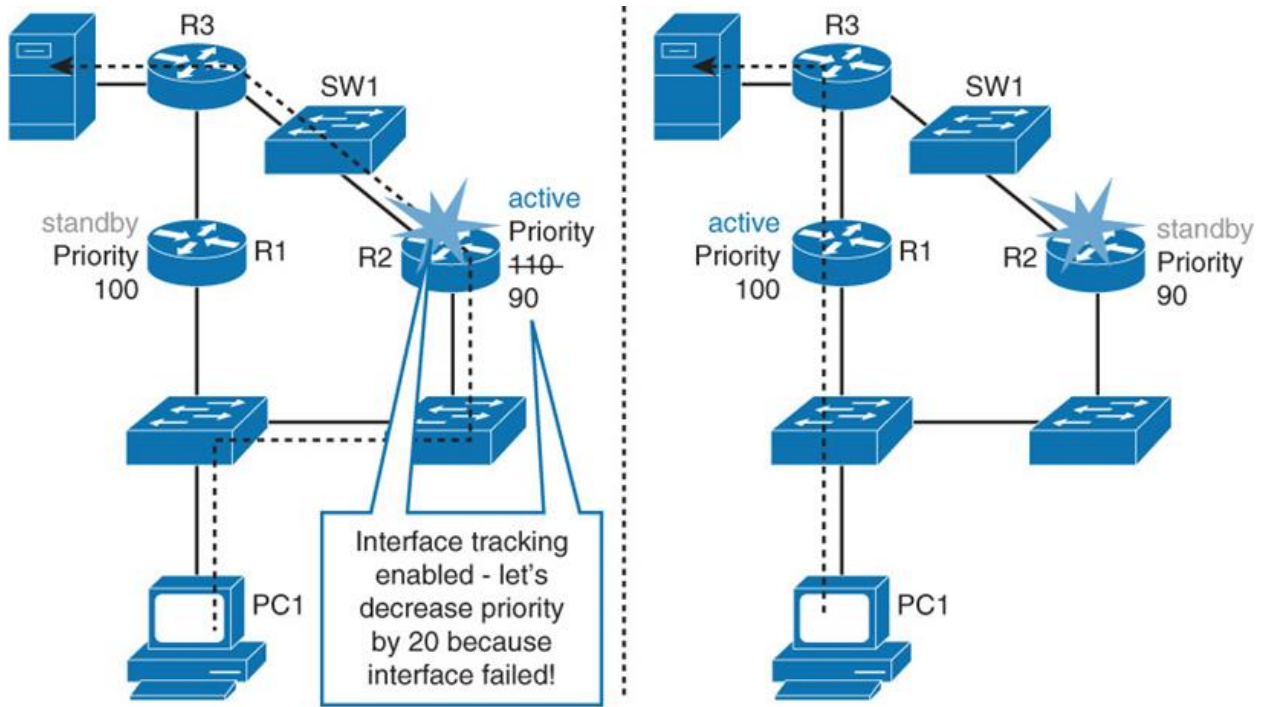 R3
SW1
standby
Priority
100
R1
R2
active
Priority
110
90
Interface tracking
enabled - let's
decrease priority
by 20 because
interface failed!
PC1
R3
SW1
active
Priority
100
R1
R2
standby
Priority
90
PC1